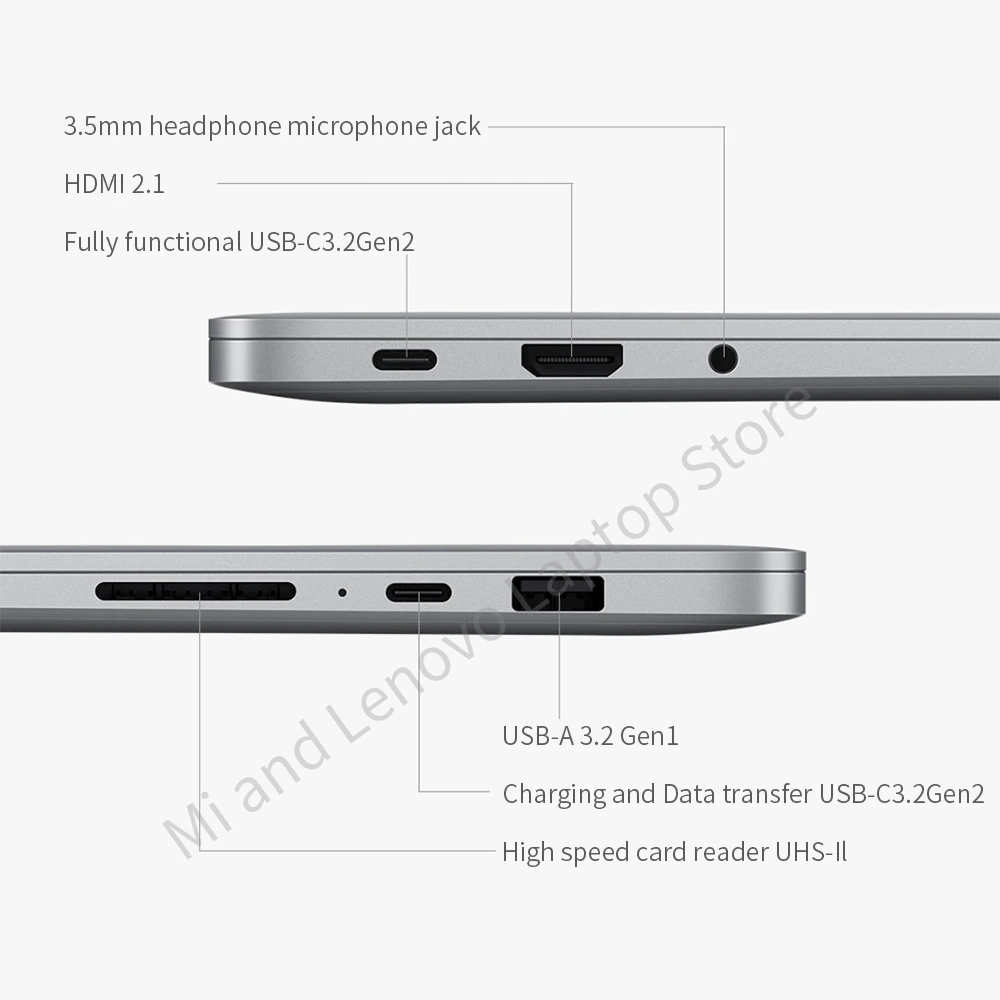 3.5mm headphone microphone jack
HDMI 2.1
Fully functional USB-C3.2Gen2
Mi and Lenovo Laptop Store
USB-A 3.2 Gen1
Charging and Data transfer USB-C3.2Gen2
High speed card reader UHS-Il